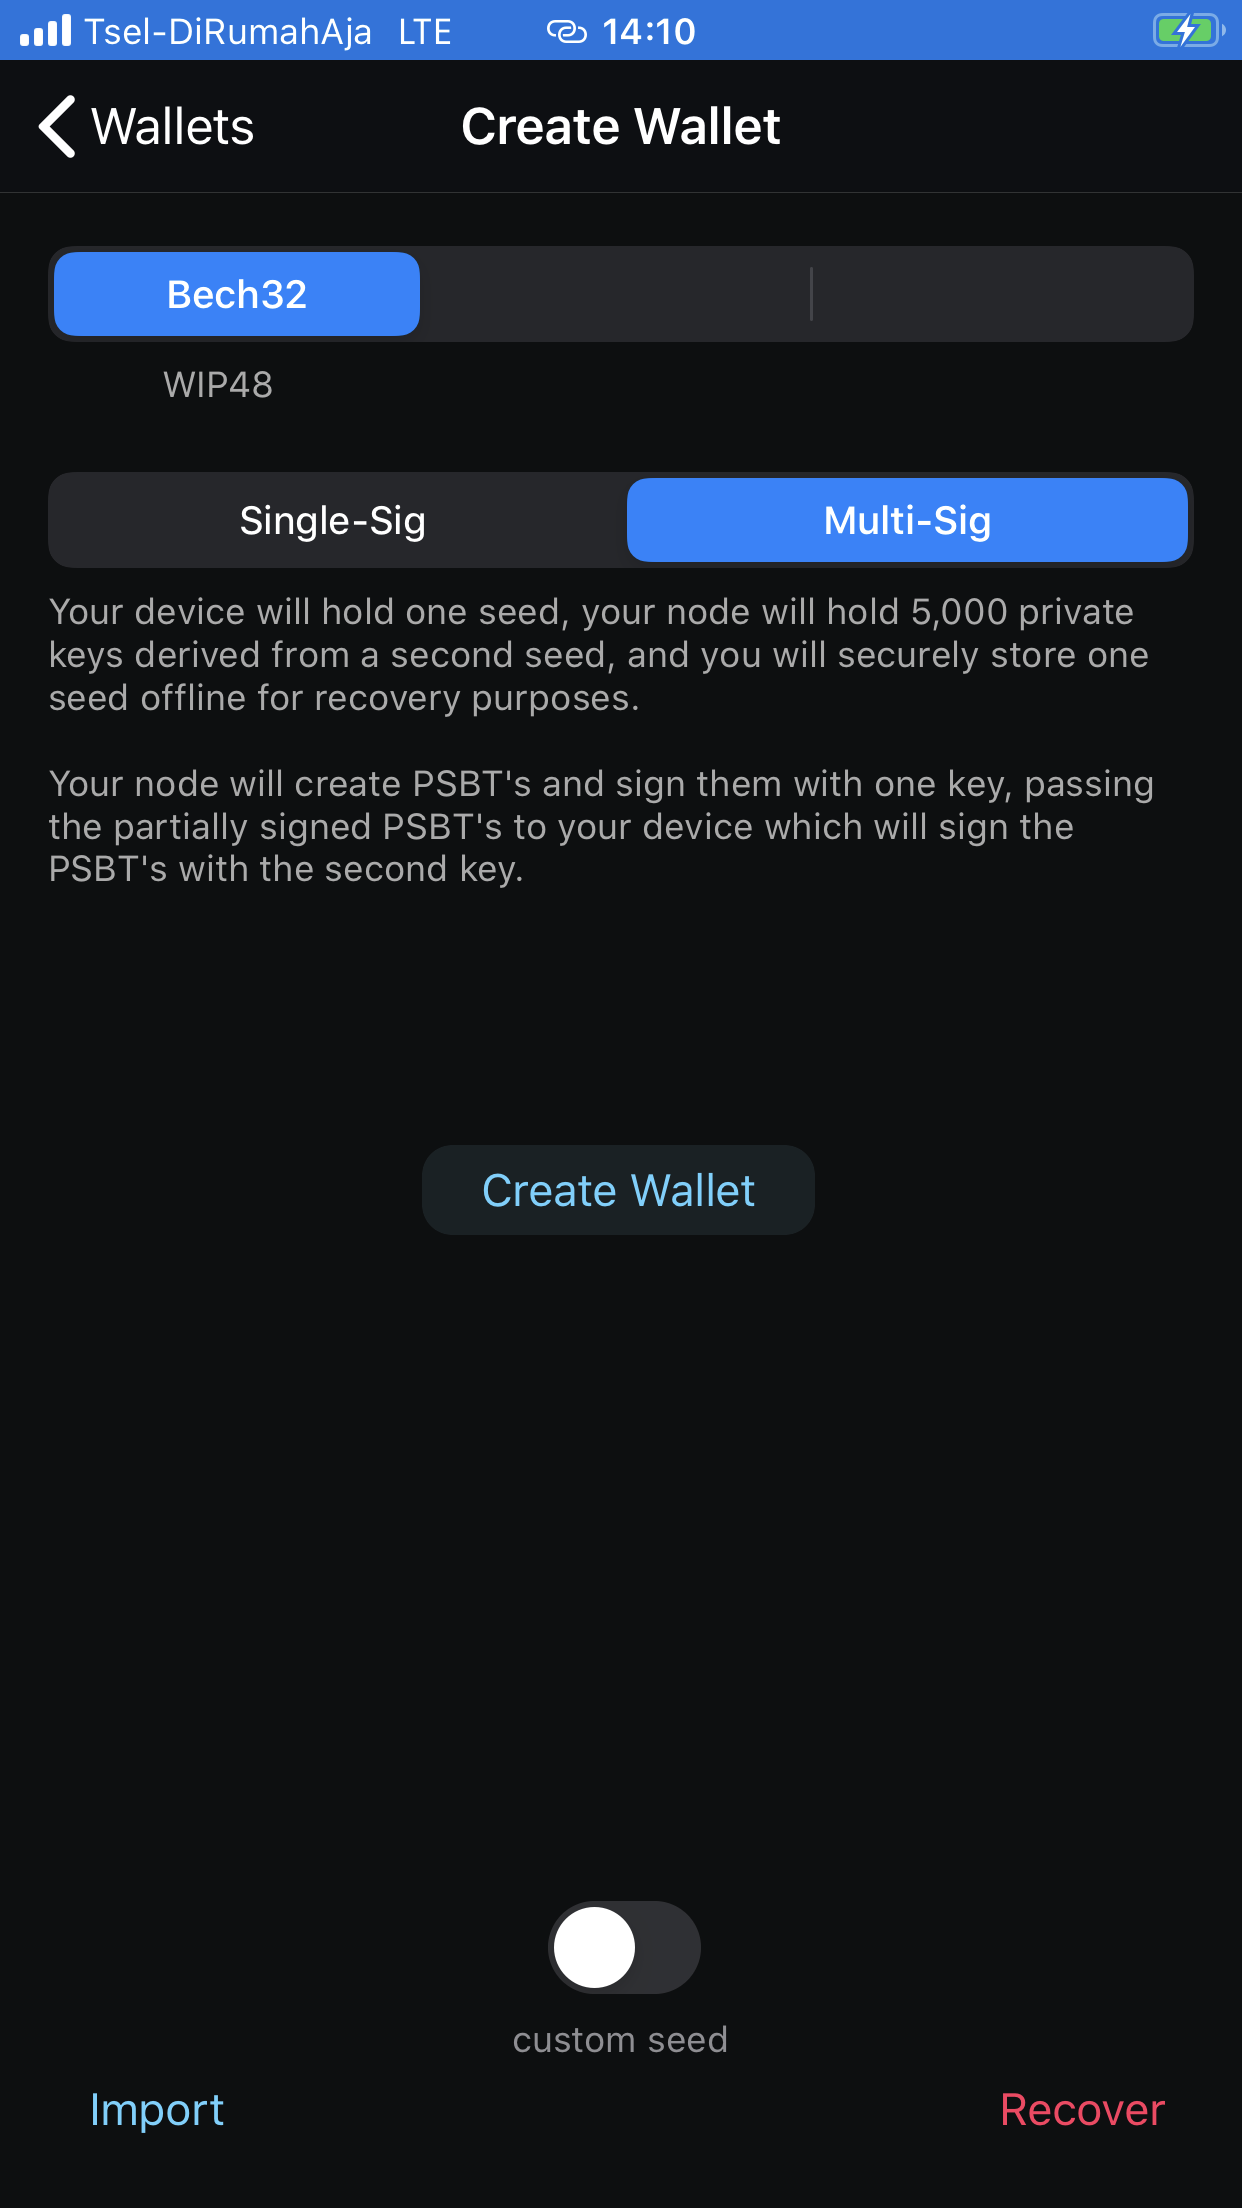 Tsel-DiRumahAja LTE 14:10
Wallets Create Wallet
Bech32
WIP48
Single-Sig Multi-Sig
Your device will hold one seed, your node will hold 5,000 private
keys derived from a second seed, and you will securely store one
seed offline for recovery purposes.
Your node will create PSBT's and sign them with one key, passing
the partially signed PSBT's to your device which will sign the
PSBT's with the second key.
Create Wallet
custom seed
Import Recover